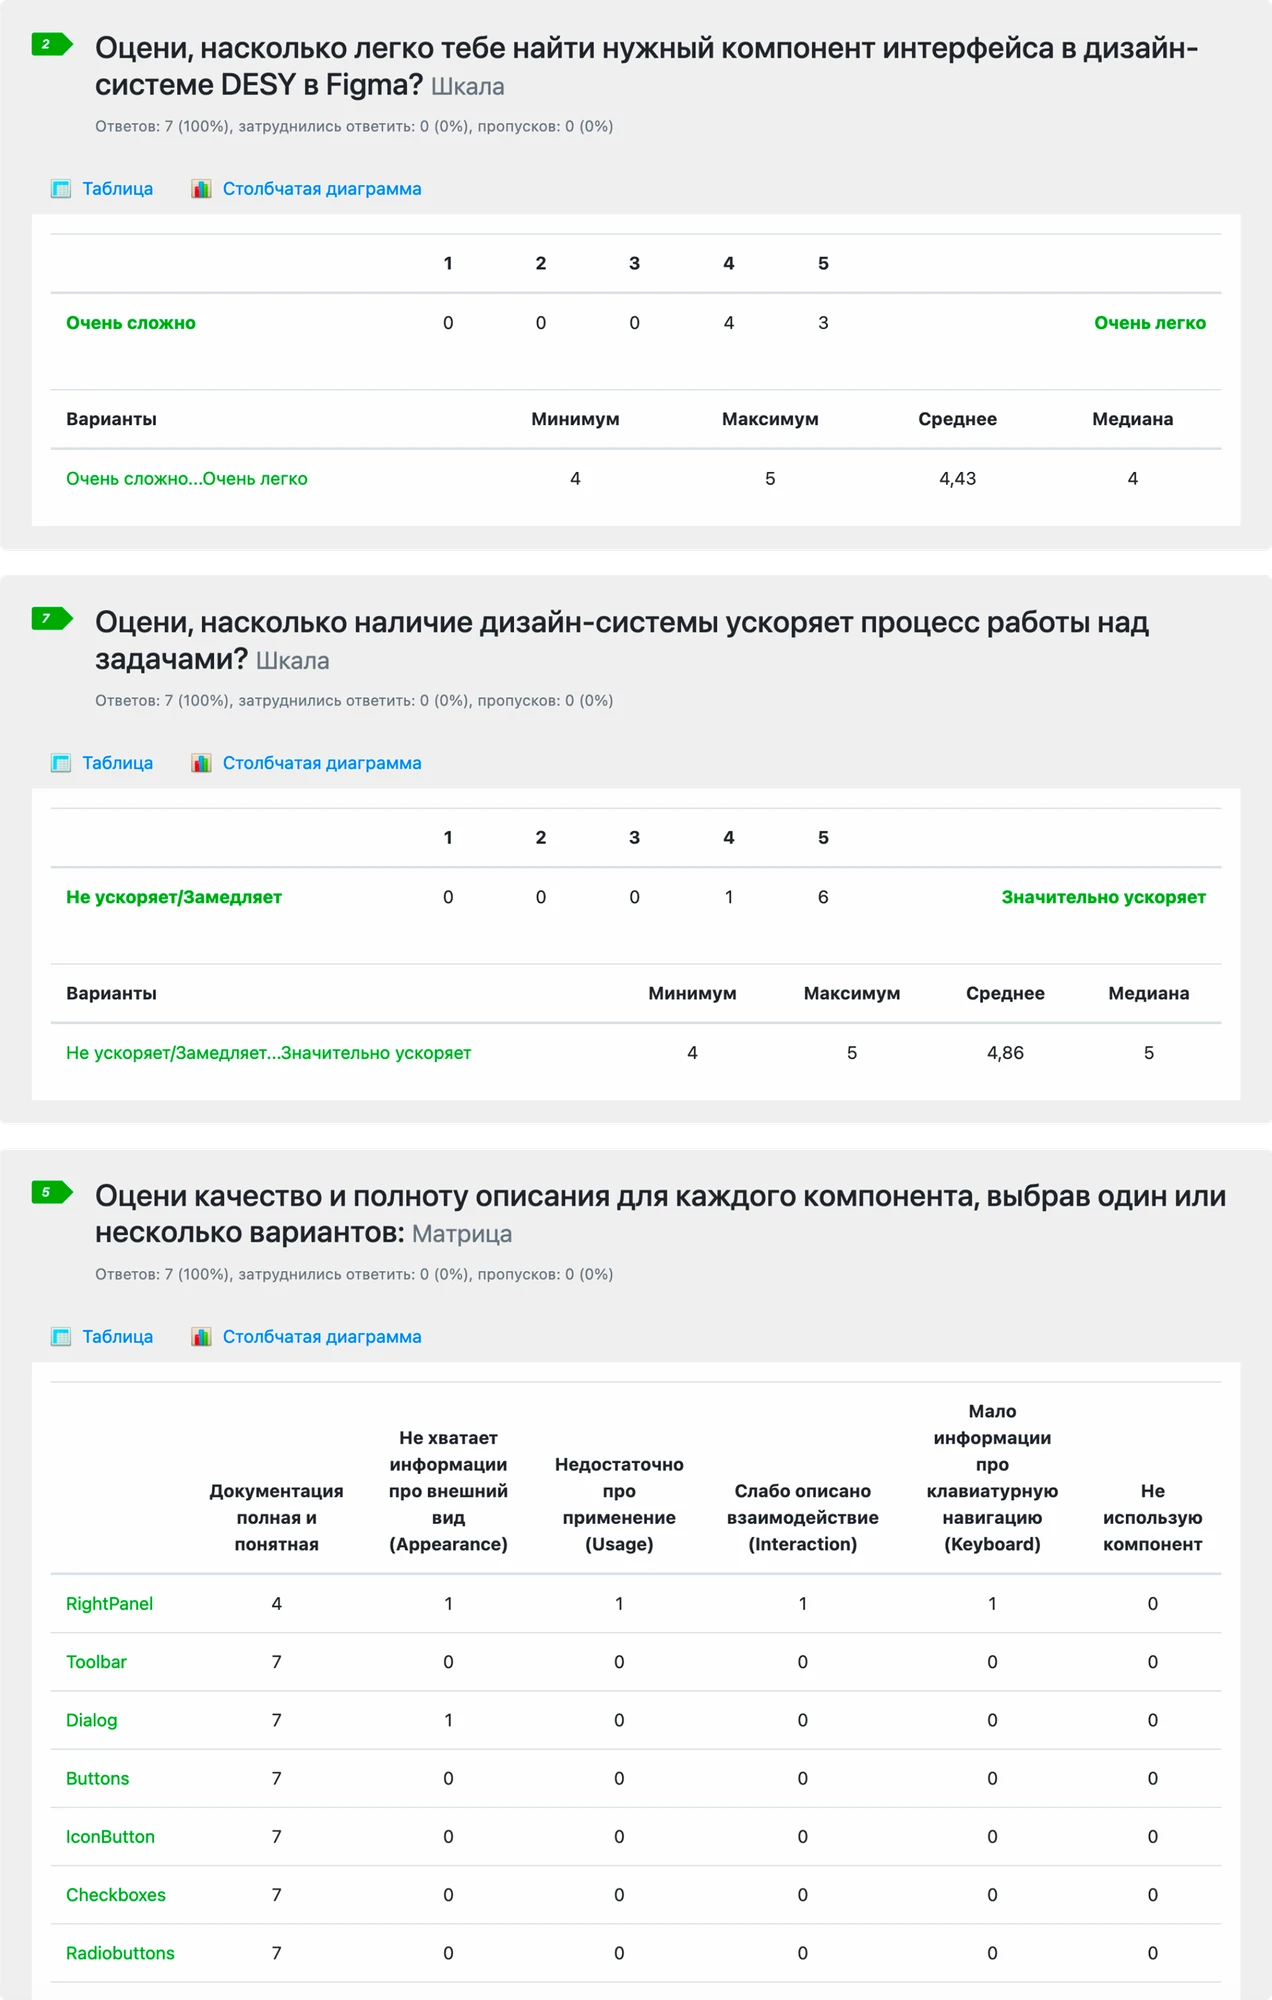 2
Оцени, насколько легко тебе найти нужный компонент интерфейса в дизайн-
системе DESY в Figma? Шкала
Ответов: 7 (100%), затруднились ответить: 0 (0%), пропусков: 0 (0%)
Таблица Столбчатая диаграмма
1 2 3 4 5
Очень сложно 0 0 0 4 3 Очень легко
Варианты Минимум Максимум Среднее Медиана
Очень сложно...Очень легко 4 5 4,43 4
7
Оцени, насколько наличие дизайн-системы ускоряет процесс работы над
задачами? Шкала
Ответов: 7 (100%), затруднились ответить: 0 (0%), пропусков: 0 (0%)
Таблица Столбчатая диаграмма
1 2 3 4 5
Не ускоряет/Замедляет 0 0 0 1 6 Значительно ускоряет
Варианты Минимум Максимум Среднее Медиана
Не ускоряет/Замедляет...Значительно ускоряет 4 5 4,86 5
5
Оцени качество и полноту описания для каждого компонента, выбрав один или
несколько вариантов: Матрица
Ответов: 7 (100%), затруднились ответить: 0 (0%), пропусков: 0 (0%)
Таблица Столбчатая диаграмма
Документация
полная и
понятная
Не хватает
информации
про внешний
вид
(Appearance)
Недостаточно
про
применение
(Usage)
Слабо описано
взаимодействие
(Interaction)
Мало
информации
про
клавиатурную
навигацию
(Keyboard)
Не
использую
компонент
RightPanel 4 1 1 1 1 0
Toolbar 7 0 0 0 0 0
Dialog 7 1 0 0 0 0
Buttons 7 0 0 0 0 0
IconButton 7 0 0 0 0 0
Checkboxes 7 0 0 0 0 0
Radiobuttons 7 0 0 0 0 0